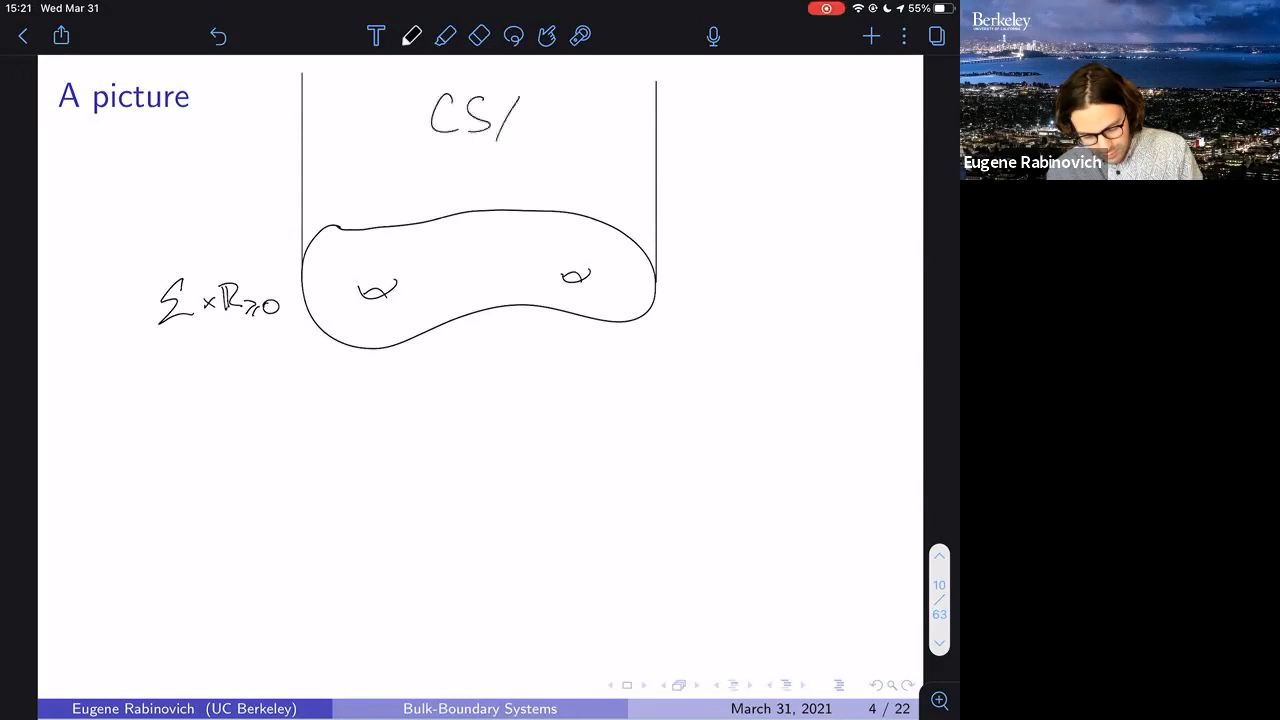 15:21 Wed Mar 31
55%
A picture
CS/
Σ × ℝ≥0
10
/
63
Eugene Rabinovich (UC Berkeley)
Bulk-Boundary Systems
March 31, 2021
4 / 22
Berkeley
UNIVERSITY OF CALIFORNIA
Eugene Rabinovich